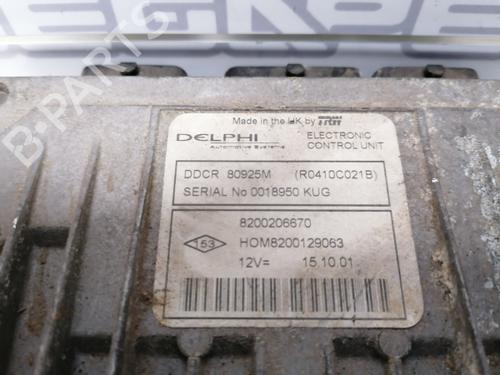 Made in the UK by TRW
DELPHI
Automotive Systems
ELECTRONIC
CONTROL UNIT
DDCR 80925M (R0410C021B)
SERIAL No 0018950 KUG
8200206670
153 HOM8200129063
12V= 15.10.01
B-PARTS